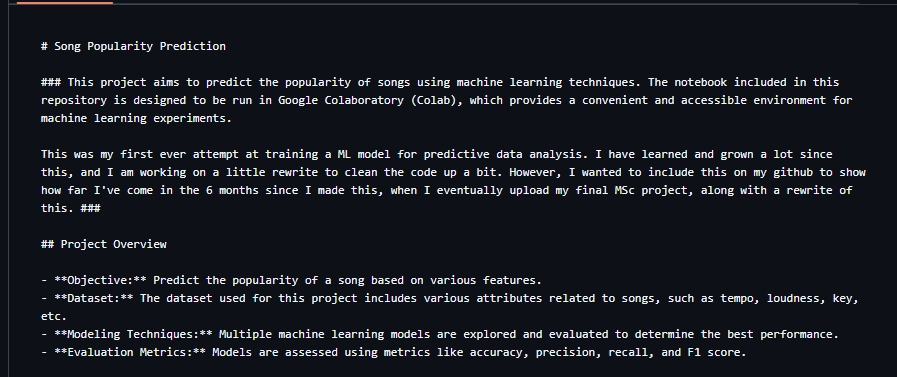 # Song Popularity Prediction
### This project aims to predict the popularity of songs using machine learning techniques. The notebook included in this
repository is designed to be run in Google Colaboratory (Colab), which provides a convenient and accessible environment for
machine learning experiments.
This was my first ever attempt at training a ML model for predictive data analysis. I have learned and grown a lot since
this, and I am working on a little rewrite to clean the code up a bit. However, I wanted to include this on my github to show
how far I've come in the 6 months since I made this, when I eventually upload my final MSc project, along with a rewrite of
this. ###
## Project Overview
- **Objective:** Predict the popularity of a song based on various features.
- **Dataset:** The dataset used for this project includes various attributes related to songs, such as tempo, loudness, key,
etc.
- **Modeling Techniques:** Multiple machine learning models are explored and evaluated to determine the best performance.
- **Evaluation Metrics:** Models are assessed using metrics like accuracy, precision, recall, and F1 score.